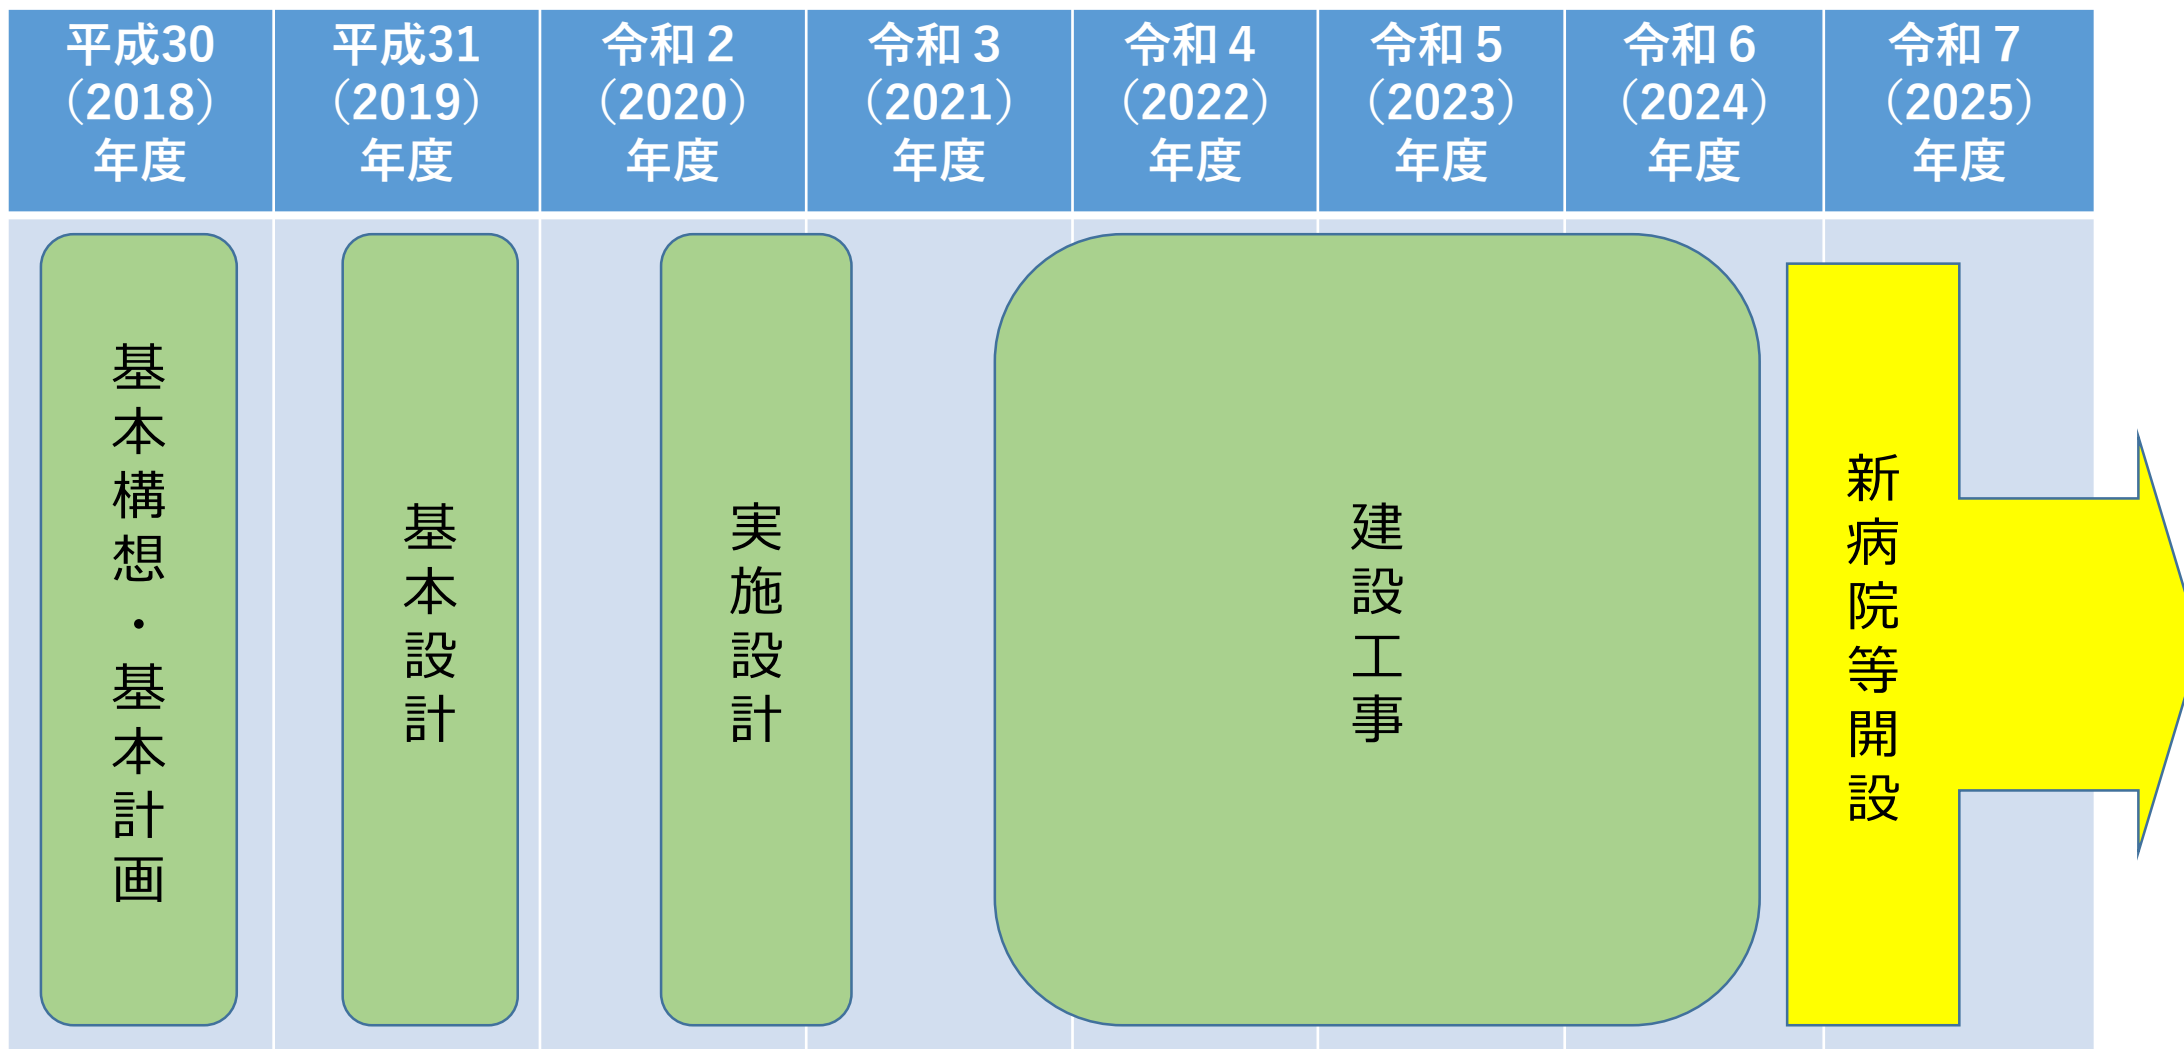 平成30
（2018）
年度
平成31
（2019）
年度
令和２
（2020）
年度
令和３
（2021）
年度
令和４
（2022）
年度
令和５
（2023）
年度
令和６
（2024）
年度
令和７
（2025）
年度
基本構想・基本計画
基本設計
実施設計
建設工事
新病院等開設